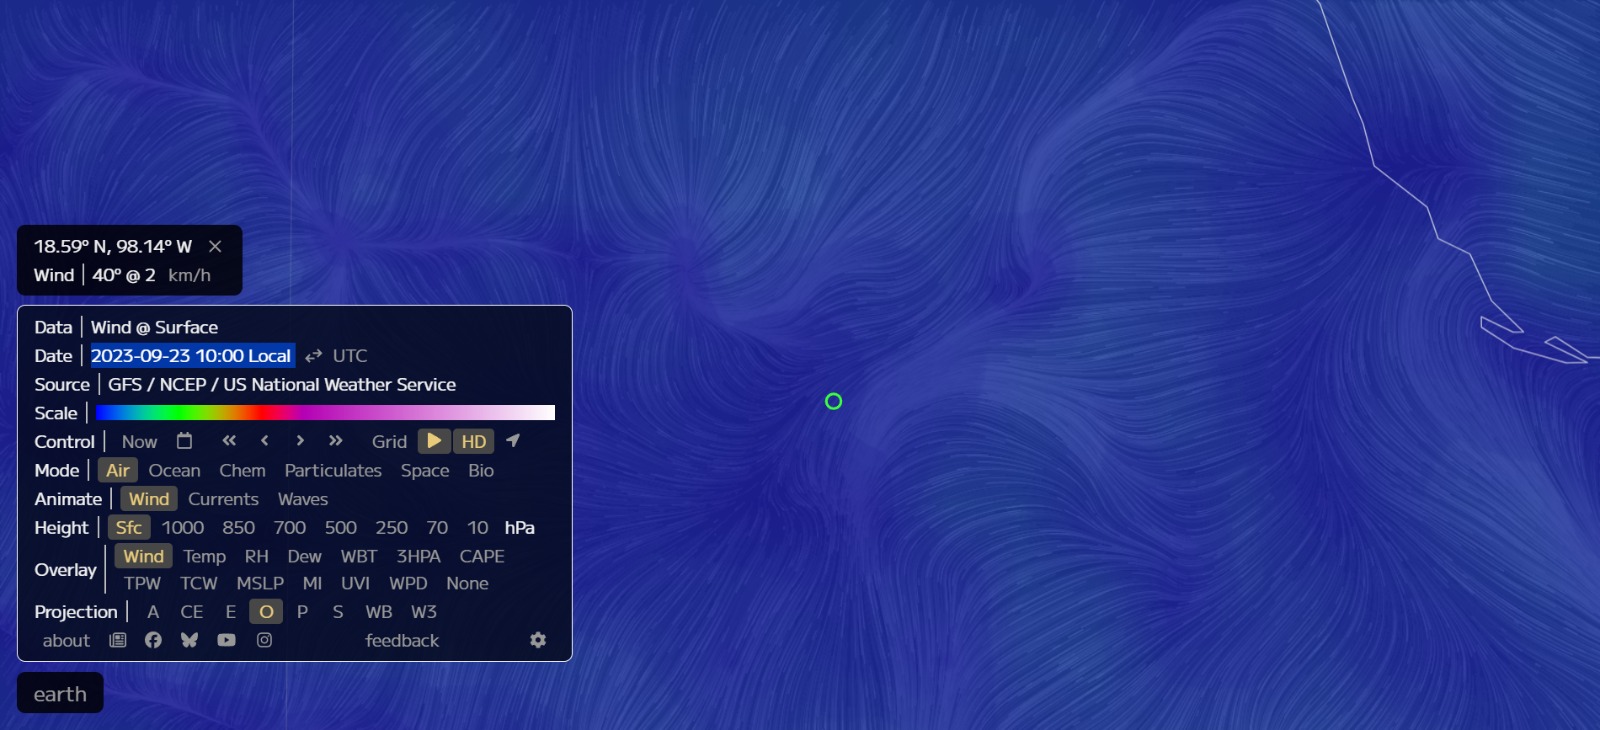 18.59° N, 98.14° W ×
Wind | 40° @ 2 km/h
Data | Wind @ Surface
Date | 2023-09-23 10:00 Local ⇄ UTC
Source | GFS / NCEP / US National Weather Service
Scale |
Control | Now « ‹ › » Grid HD
Mode | Air Ocean Chem Particulates Space Bio
Animate | Wind Currents Waves
Height | Sfc 1000 850 700 500 250 70 10 hPa
Overlay | Wind Temp RH Dew WBT 3HPA CAPE
TPW TCW MSLP MI UVI WPD None
Projection | A CE E O P S WB W3
about feedback
earth